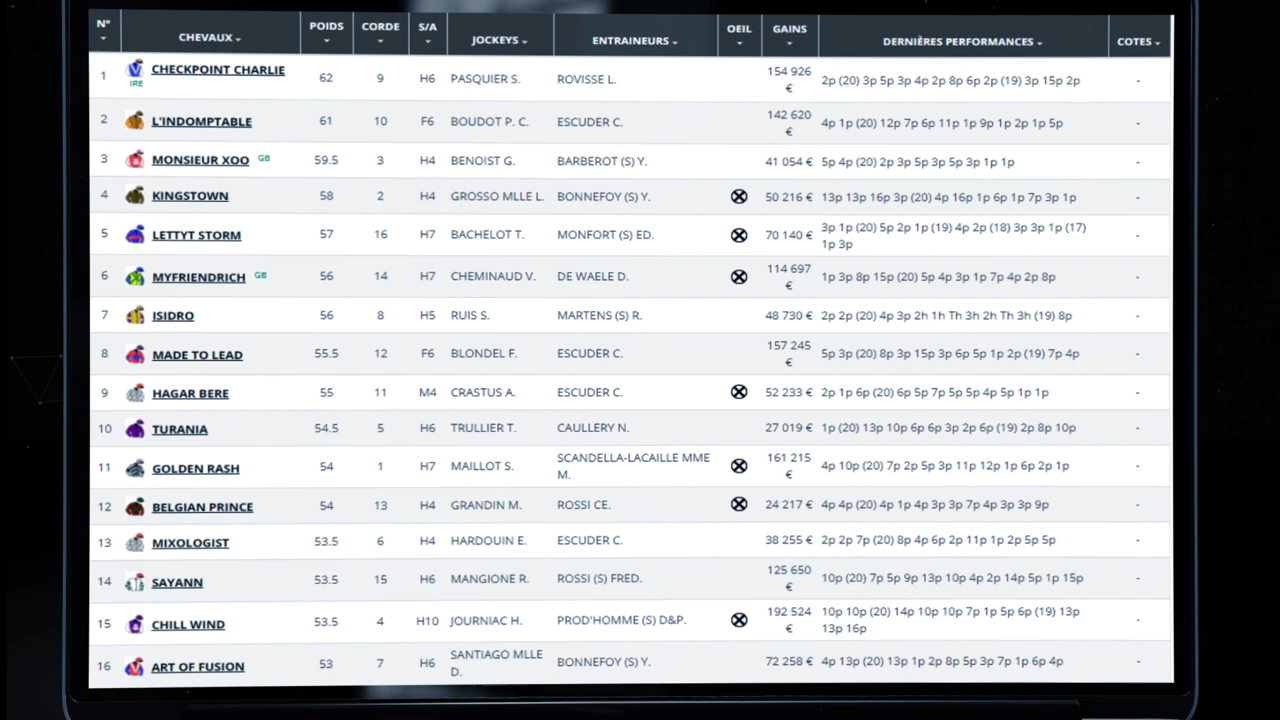 N° CHEVAUX POIDS CORDE S/A JOCKEYS ENTRAINEURS OEIL GAINS DERNIÈRES PERFORMANCES COTES
1 IRE CHECKPOINT CHARLIE 62 9 H6 PASQUIER S. ROVISSE L. 154 926 € 2p (20) 3p 5p 3p 4p 2p 8p 6p 2p (19) 3p 15p 2p -
2 L'INDOMPTABLE 61 10 F6 BOUDOT P. C. ESCUDER C. 142 620 € 4p 1p (20) 12p 7p 6p 11p 1p 9p 1p 2p 1p 5p -
3 MONSIEUR XOO GB 59.5 3 H4 BENOIST G. BARBEROT (S) Y. 41 054 € 5p 4p (20) 2p 3p 5p 3p 5p 3p 1p 1p -
4 KINGSTOWN 58 2 H4 GROSSO MLLE L. BONNEFOY (S) Y. 50 216 € 13p 13p 16p 3p (20) 4p 16p 1p 6p 1p 7p 3p 1p -
5 LETTYT STORM 57 16 H7 BACHELOT T. MONFORT (S) ED. 70 140 € 3p 1p (20) 5p 2p 1p (19) 4p 2p (18) 3p 3p 1p (17)
1p 3p -
6 MYFRIENDRICH GB 56 14 H7 CHEMINAUD V. DE WAELE D. 114 697 € 1p 3p 8p 15p (20) 5p 4p 3p 1p 7p 4p 2p 8p -
7 ISIDRO 56 8 H5 RUIS S. MARTENS (S) R. 48 730 € 2p 2p (20) 4p 3p 2h 1h Th 3h 2h Th 3h (19) 8p -
8 MADE TO LEAD 55.5 12 F6 BLONDEL F. ESCUDER C. 157 245 € 5p 3p (20) 8p 3p 15p 3p 6p 5p 1p 2p (19) 7p 4p -
9 HAGAR BERE 55 11 M4 CRASTUS A. ESCUDER C. 52 233 € 2p 1p 6p (20) 6p 5p 7p 5p 5p 4p 5p 1p 1p -
10 TURANIA 54.5 5 H6 TRULLIER T. CAULLERY N. 27 019 € 1p (20) 13p 10p 6p 6p 3p 2p 6p (19) 2p 8p 10p -
11 GOLDEN RASH 54 1 H7 MAILLOT S. SCANDELLA-LACAILLE MME
M. 161 215 € 4p 10p (20) 7p 2p 5p 3p 11p 12p 1p 6p 2p 1p -
12 BELGIAN PRINCE 54 13 H4 GRANDIN M. ROSSI CE. 24 217 € 4p 4p (20) 4p 1p 4p 3p 3p 7p 4p 3p 3p 9p -
13 MIXOLOGIST 53.5 6 H4 HARDOUIN E. ESCUDER C. 38 255 € 2p 2p 7p (20) 8p 4p 6p 2p 11p 1p 2p 5p 5p -
14 SAYANN 53.5 15 H6 MANGIONE R. ROSSI (S) FRED. 125 650 € 10p (20) 7p 5p 9p 13p 10p 4p 2p 14p 5p 1p 15p -
15 CHILL WIND 53.5 4 H10 JOURNIAC H. PROD'HOMME (S) D&P. 192 524 € 10p 10p (20) 14p 10p 10p 7p 1p 5p 6p (19) 13p
13p 16p -
16 ART OF FUSION 53 7 H6 SANTIAGO MLLE
D. BONNEFOY (S) Y. 72 258 € 4p 13p (20) 13p 1p 2p 8p 5p 3p 7p 1p 6p 4p -